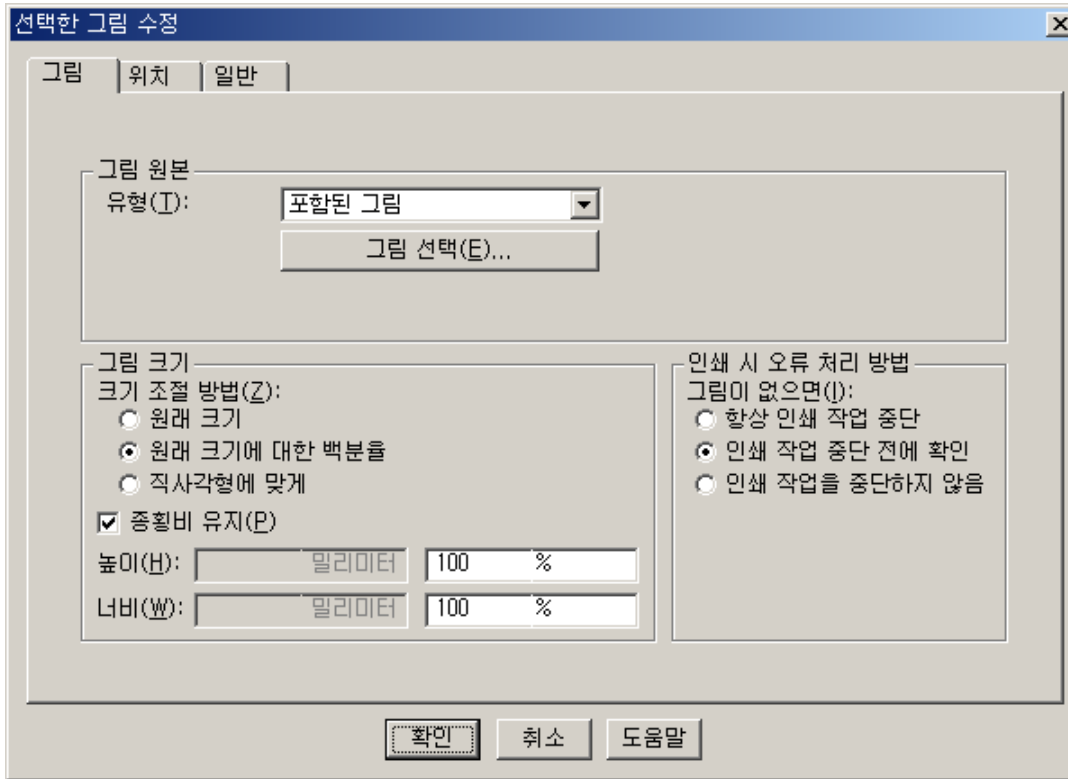 선택한 그림 수정
그림 위치 일반
그림 원본
유형(T): 포함된 그림
그림 선택(E)...
그림 크기
크기 조절 방법(Z):
원래 크기
원래 크기에 대한 백분율
직사각형에 맞게
종횡비 유지(P)
높이(H): 밀리미터 100 %
너비(W): 밀리미터 100 %
인쇄 시 오류 처리 방법
그림이 없으면(I):
항상 인쇄 작업 중단
인쇄 작업 중단 전에 확인
인쇄 작업을 중단하지 않음
확인 취소 도움말